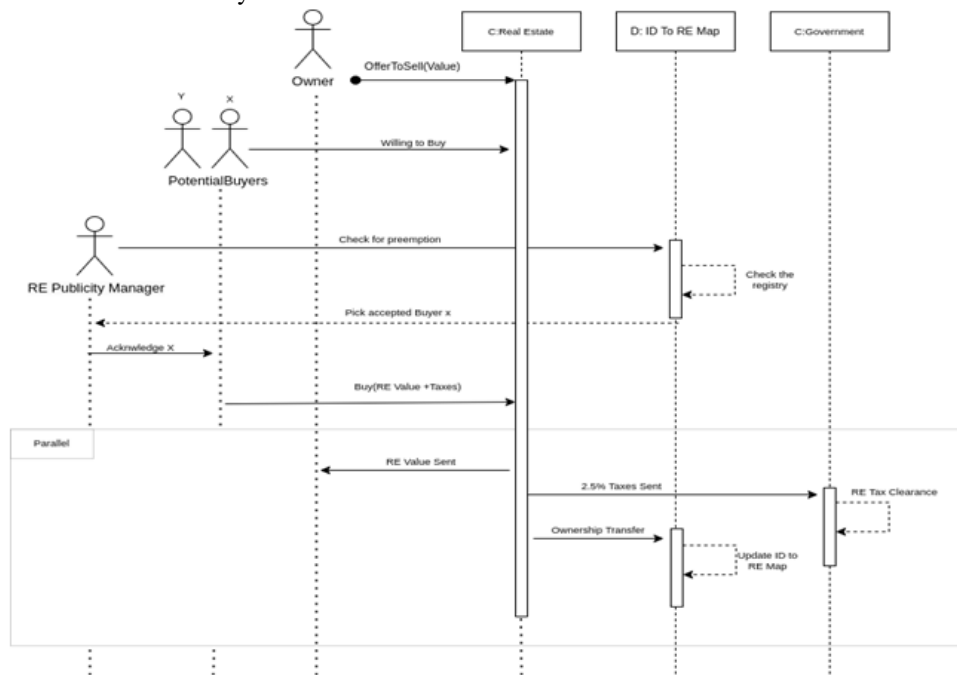 C:Real Estate
D: ID To RE Map
C:Government
OfferToSell(Value)
Owner
Y
X
Willing to Buy
PotentialBuyers
Check for preemption
RE Publicity Manager
Check the
registry
Pick accepted Buyer x
Acknwledge X
Buy(RE Value +Taxes)
Parallel
RE Value Sent
2.5% Taxes Sent
RE Tax Clearance
Ownership Transfer
Update ID to
RE Map